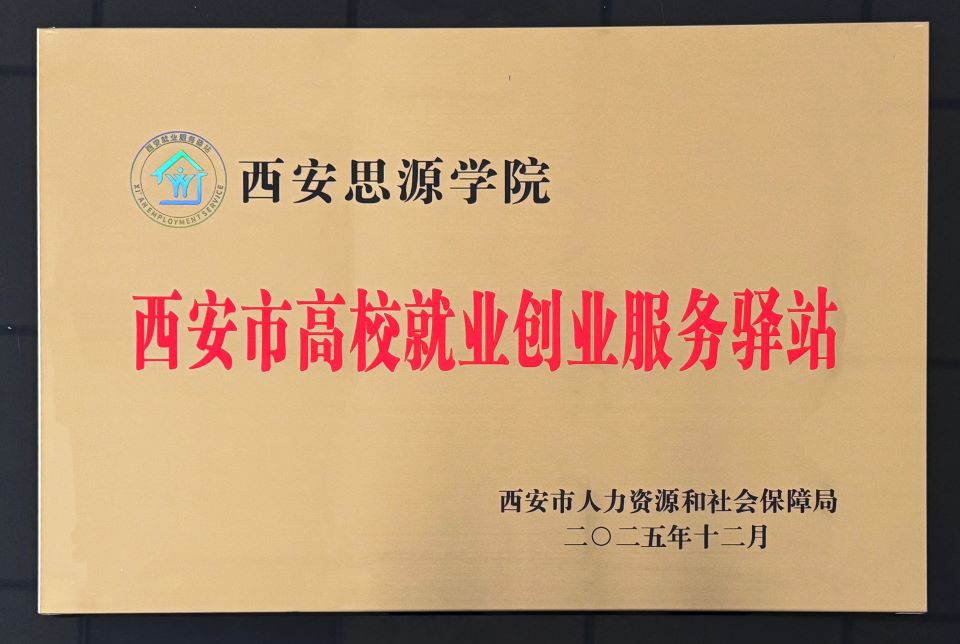 西安就业服务驿站
XI'AN EMPLOYMENT SERVICE
西安思源学院
西安市高校就业创业服务驿站
西安市人力资源和社会保障局
二〇二五年十二月